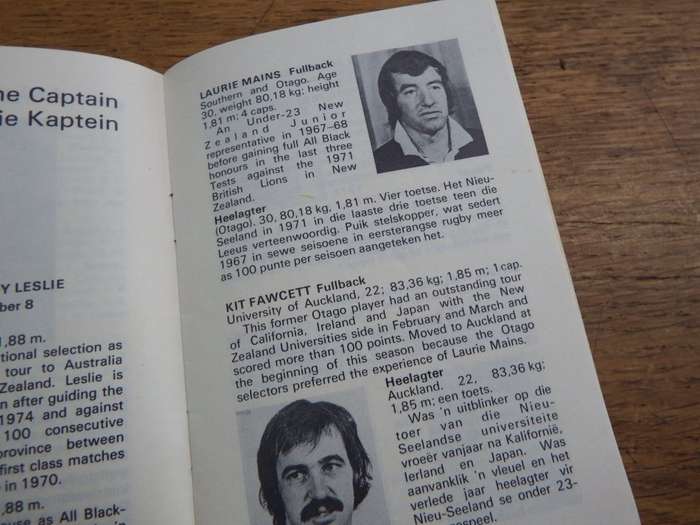 ne Captain
ie Kaptein
Y LESLIE
ber 8
,88 m.
tional selection as
tour to Australia
Zealand. Leslie is
n after guiding the
1974 and against
100 consecutive
province between
first class matches
e in 1970.
,88 m.
se as All Black-
LAURIE MAINS Fullback
Southern and Otago. Age
30, weight 80,18 kg; height
1,81 m; 4 caps.
An Under-23 New
Zealand Junior
representative in 1967–68
before gaining full All Black
honours in the last three
Tests against the 1971
British Lions in New
Zealand.
Heelagter
(Otago). 30, 80,18 kg, 1,81 m. Vier toetse. Het Nieu-
Seeland in 1971 in die laaste drie toetse teen die
Leeus verteenwoordig. Puik stelskopper, wat sedert
1967 in sewe seisoene in eersterangse rugby meer
as 100 punte per seisoen aangeteken het.
KIT FAWCETT Fullback
University of Auckland, 22; 83,36 kg; 1,85 m; 1 cap.
This former Otago player had an outstanding tour
of California, Ireland and Japan with the New
Zealand Universities side in February and March and
scored more than 100 points. Moved to Auckland at
the beginning of this season because the Otago
selectors preferred the experience of Laurie Mains.
Heelagter
Auckland. 22, 83,36 kg;
1,85 m; een toets.
Was 'n uitblinker op die
toer van die Nieu-
Seelandse universiteite
vroeër vanjaar na Kalifornië,
Ierland en Japan. Was
aanvanklik 'n vleuel en het
verlede jaar heelagter vir
Nieu-Seeland se onder 23-
gespeel.